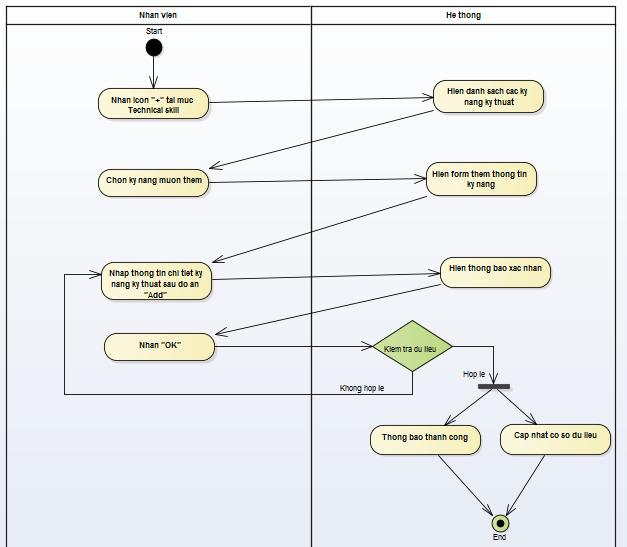 Nhan vien
He thong
Start
Nhan icon "+" tai muc
Technical skill
Hien danh sach cac ky
nang ky thuat
Chon ky nang muon them
Hien form them thong tin
ky nang
Nhap thong tin chi tiet ky
nang ky thuat sau do an
"Add"
Hien thong bao xac nhan
Nhan "OK"
Kiem tra du lieu
Hop le
Khong hop le
Thong bao thanh cong
Cap nhat co so du lieu
End